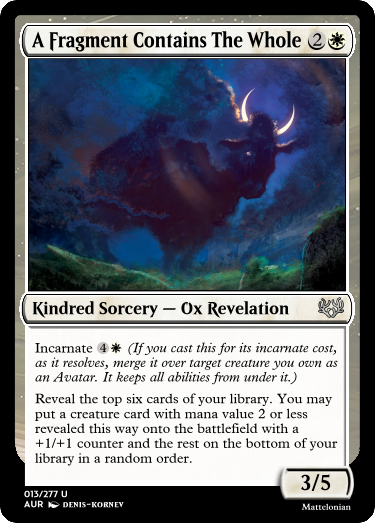 A Fragment Contains The Whole 2
Kindred Sorcery — Ox Revelation
Incarnate 4 (If you cast this for its incarnate cost,
as it resolves, merge it over target creature you own as
an Avatar. It keeps all abilities from under it.)
Reveal the top six cards of your library. You may
put a creature card with mana value 2 or less
revealed this way onto the battlefield with a
+1/+1 counter and the rest on the bottom of your
library in a random order.
3/5
013/277 U
AUR DENIS-KORNEV
Mattelonian